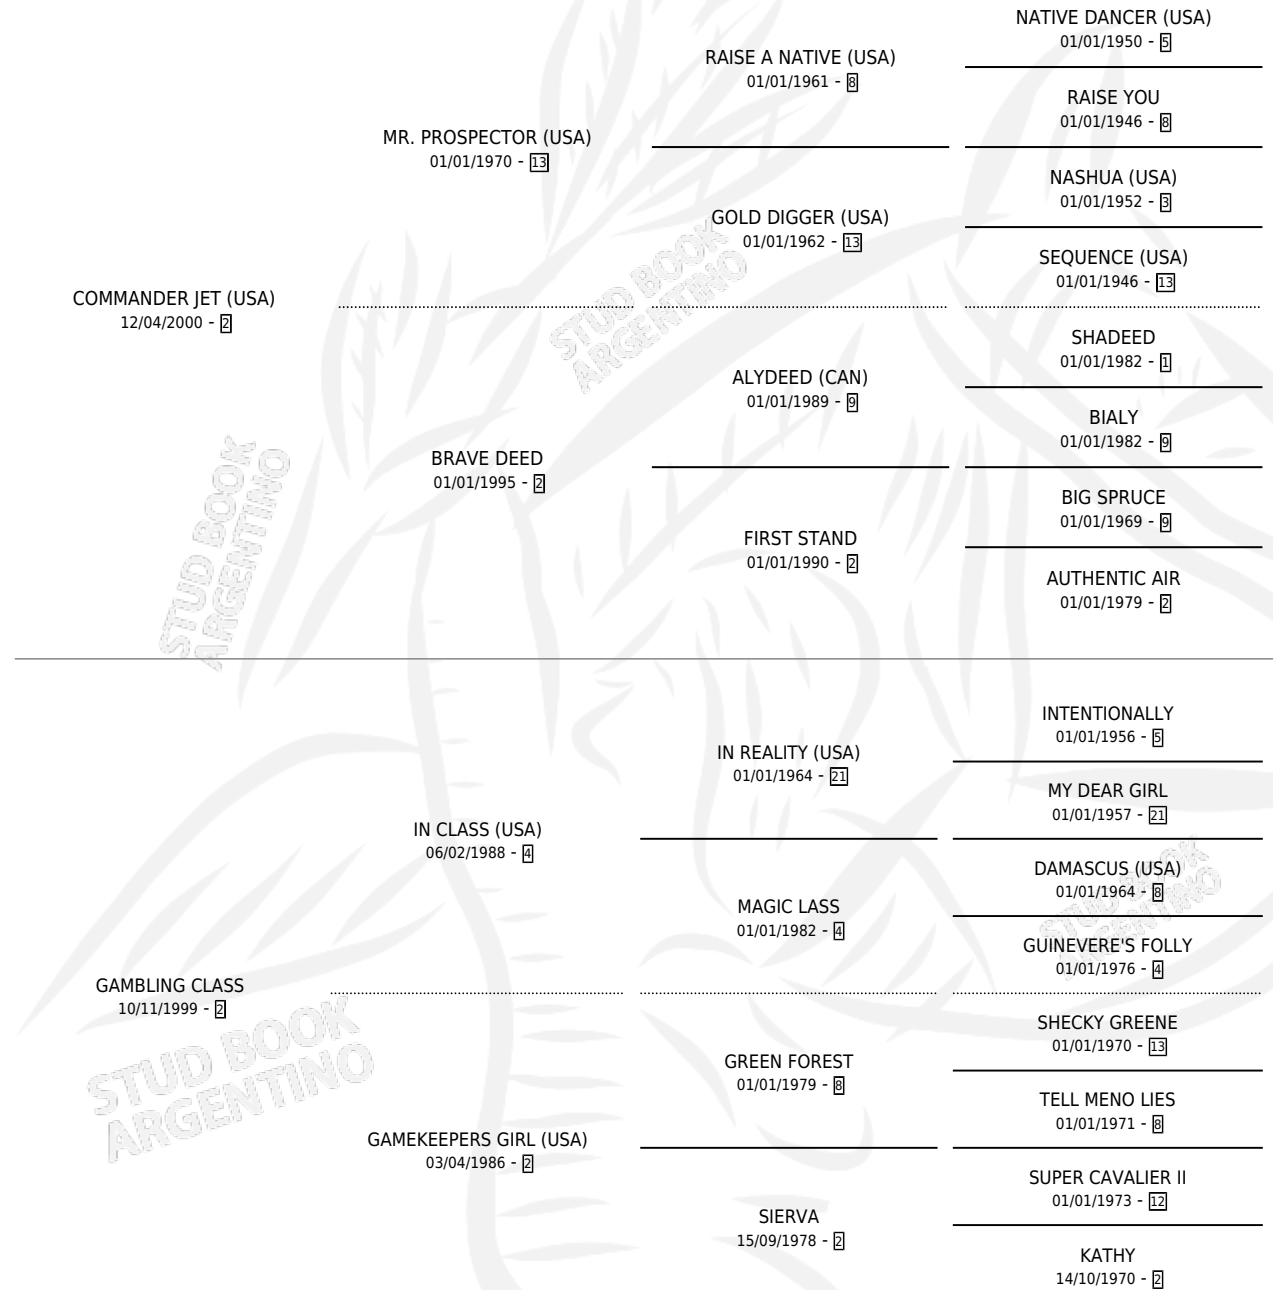 NATIVE DANCER (USA)
01/01/1950 - 5
RAISE A NATIVE (USA)
01/01/1961 - 8
RAISE YOU
01/01/1946 - 8
MR. PROSPECTOR (USA)
01/01/1970 - 13
NASHUA (USA)
01/01/1952 - 3
GOLD DIGGER (USA)
01/01/1962 - 13
SEQUENCE (USA)
01/01/1946 - 13
COMMANDER JET (USA)
12/04/2000 - 2
SHADEED
01/01/1982 - 1
ALYDEED (CAN)
01/01/1989 - 9
BIALY
01/01/1982 - 9
BRAVE DEED
01/01/1995 - 2
BIG SPRUCE
01/01/1969 - 9
FIRST STAND
01/01/1990 - 2
AUTHENTIC AIR
01/01/1979 - 2
INTENTIONALLY
01/01/1956 - 5
IN REALITY (USA)
01/01/1964 - 21
MY DEAR GIRL
01/01/1957 - 21
IN CLASS (USA)
06/02/1988 - 4
DAMASCUS (USA)
01/01/1964 - 8
MAGIC LASS
01/01/1982 - 4
GUINEVERE'S FOLLY
01/01/1976 - 4
GAMBLING CLASS
10/11/1999 - 2
SHECKY GREENE
01/01/1970 - 13
GREEN FOREST
01/01/1979 - 8
TELL MENO LIES
01/01/1971 - 8
GAMEKEEPERS GIRL (USA)
03/04/1986 - 2
SUPER CAVALIER II
01/01/1973 - 12
SIERVA
15/09/1978 - 2
KATHY
14/10/1970 - 2
STUD BOOK
ARGENTINO
STUD BOOK
ARGENTINO
STUD BOOK
ARGENTINO
STUD BOOK
ARGENTINO